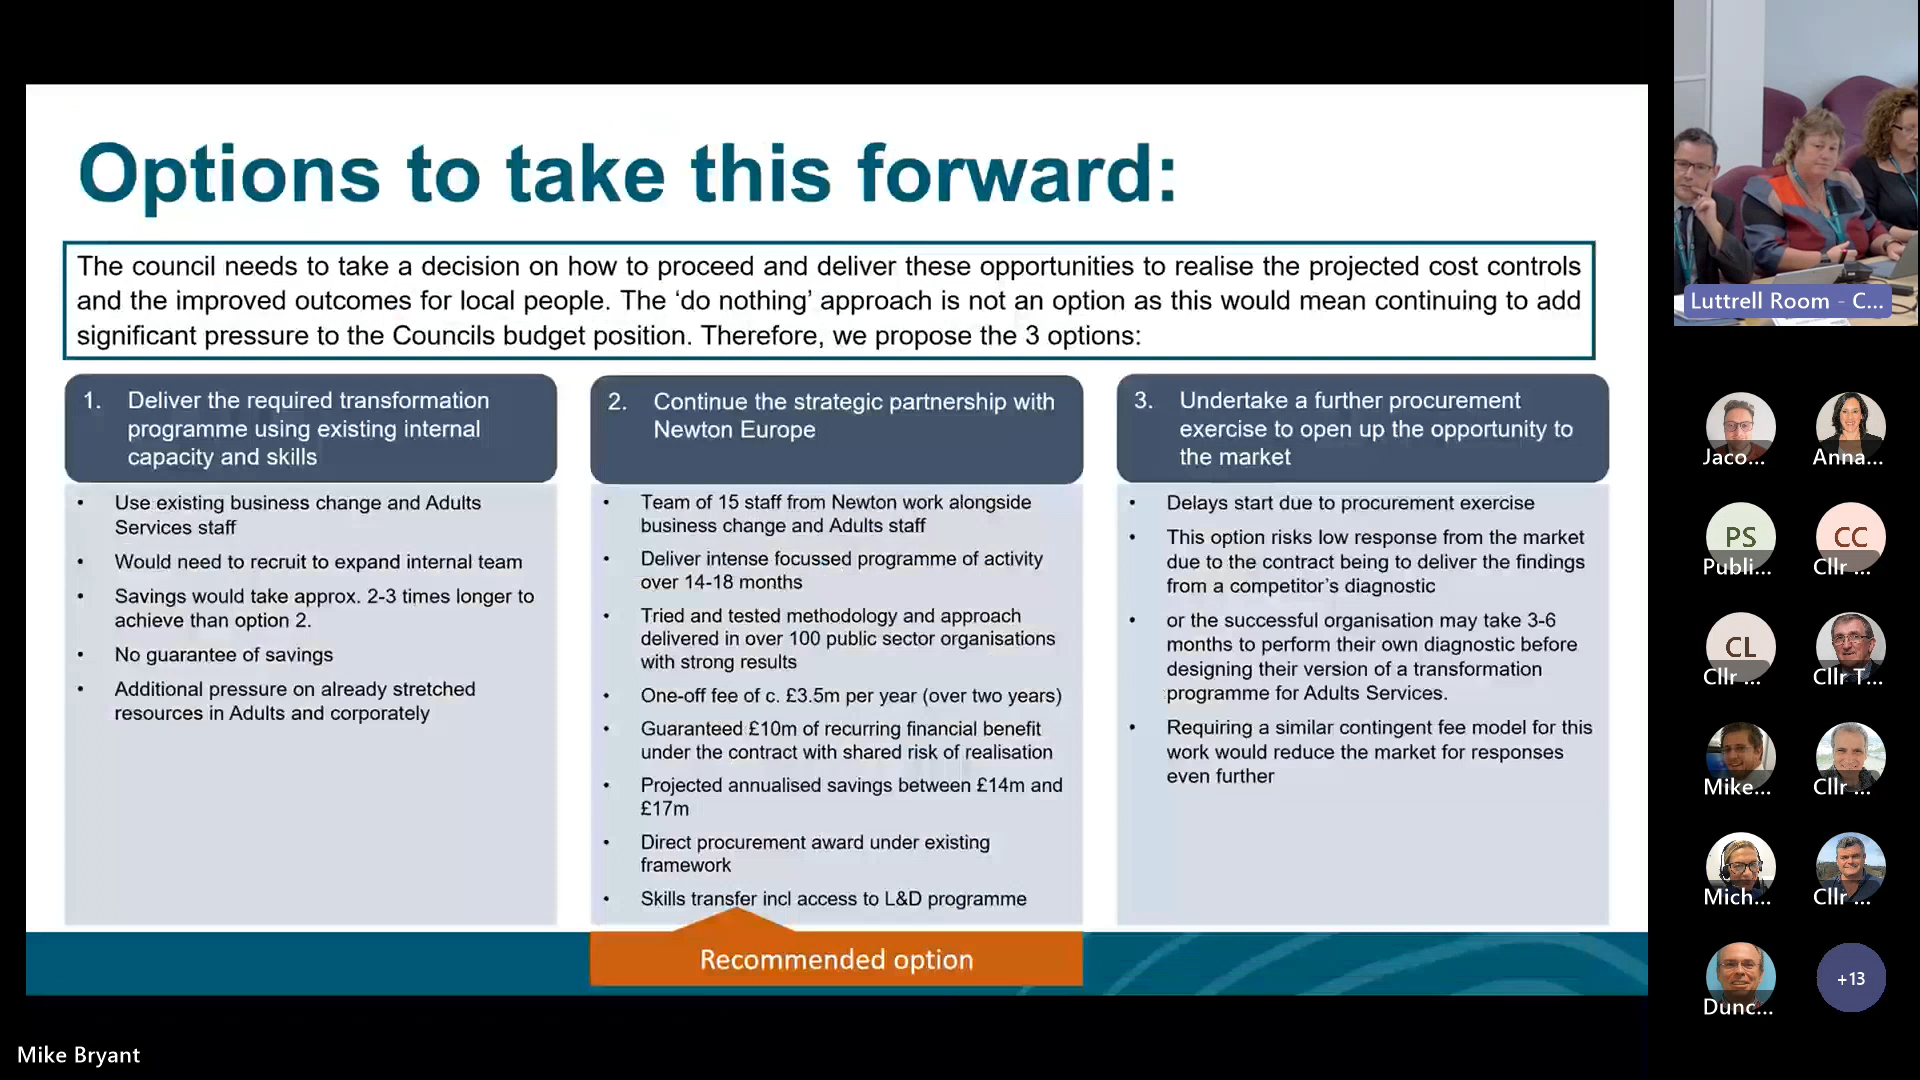 Options to take this forward:
The council needs to take a decision on how to proceed and deliver these opportunities to realise the projected cost controls
and the improved outcomes for local people. The ‘do nothing’ approach is not an option as this would mean continuing to add
significant pressure to the Councils budget position. Therefore, we propose the 3 options:
1. Deliver the required transformation
programme using existing internal
capacity and skills
• Use existing business change and Adults
Services staff
• Would need to recruit to expand internal team
• Savings would take approx. 2-3 times longer to
achieve than option 2.
• No guarantee of savings
• Additional pressure on already stretched
resources in Adults and corporately
2. Continue the strategic partnership with
Newton Europe
• Team of 15 staff from Newton work alongside
business change and Adults staff
• Deliver intense focussed programme of activity
over 14-18 months
• Tried and tested methodology and approach
delivered in over 100 public sector organisations
with strong results
• One-off fee of c. £3.5m per year (over two years)
• Guaranteed £10m of recurring financial benefit
under the contract with shared risk of realisation
• Projected annualised savings between £14m and
£17m
• Direct procurement award under existing
framework
• Skills transfer incl access to L&D programme
Recommended option
3. Undertake a further procurement
exercise to open up the opportunity to
the market
• Delays start due to procurement exercise
• This option risks low response from the market
due to the contract being to deliver the findings
from a competitor’s diagnostic
• or the successful organisation may take 3-6
months to perform their own diagnostic before
designing their version of a transformation
programme for Adults Services.
• Requiring a similar contingent fee model for this
work would reduce the market for responses
even further
Luttrell Room - C...
Jaco...
Anna...
PS
Publi...
CC
Cllr ...
CL
Cllr ...
Cllr T...
Mike...
Cllr ...
Mich...
Cllr ...
Dunc...
+13
Mike Bryant